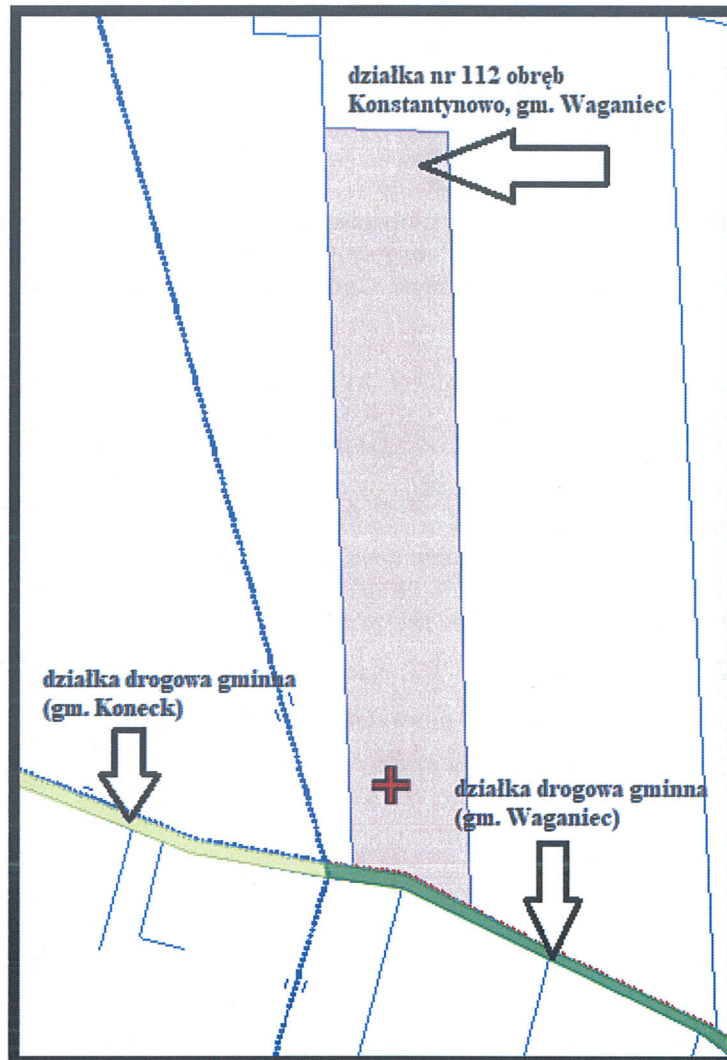 działka nr 112 obręb
Konstantynowo, gm. Waganiec
działka drogowa gminna
(gm. Koneck)
działka drogowa gminna
(gm. Waganiec)